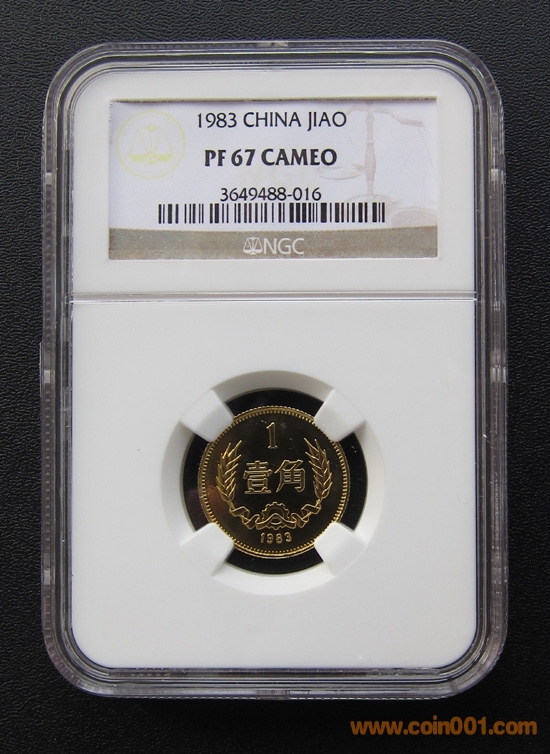 1983 CHINA JIAO
PF 67 CAMEO
3649488-016
NGC
1
壹角
1983
www.coin001.com